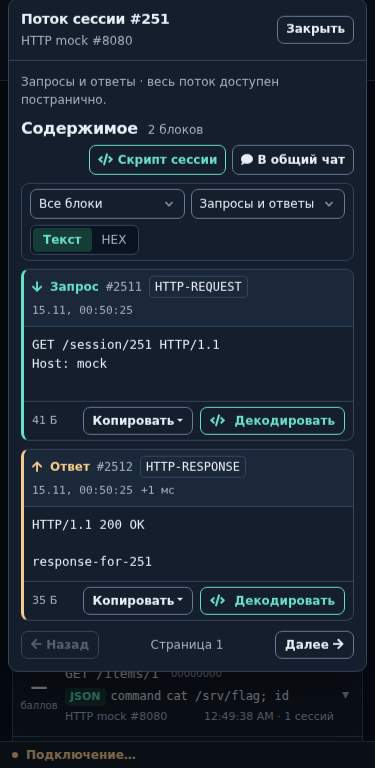 Поток сессии #251
HTTP mock #8080
Закрыть
Запросы и ответы · весь поток доступен
постранично.
Содержимое 2 блоков
Скрипт сессии
В общий чат
Все блоки
Запросы и ответы
Текст HEX
Запрос #2511 HTTP-REQUEST
15.11, 00:50:25
GET /session/251 HTTP/1.1
Host: mock
41 Б
Копировать
Декодировать
Ответ #2512 HTTP-RESPONSE
15.11, 00:50:25 +1 мс
HTTP/1.1 200 OK
response-for-251
35 Б
Копировать
Декодировать
← Назад
Страница 1
Далее →
GET /items/1 00000000
—
баллов
JSON command cat /srv/flag; id
HTTP mock #8080 12:49:38 AM · 1 сессий
Подключение…